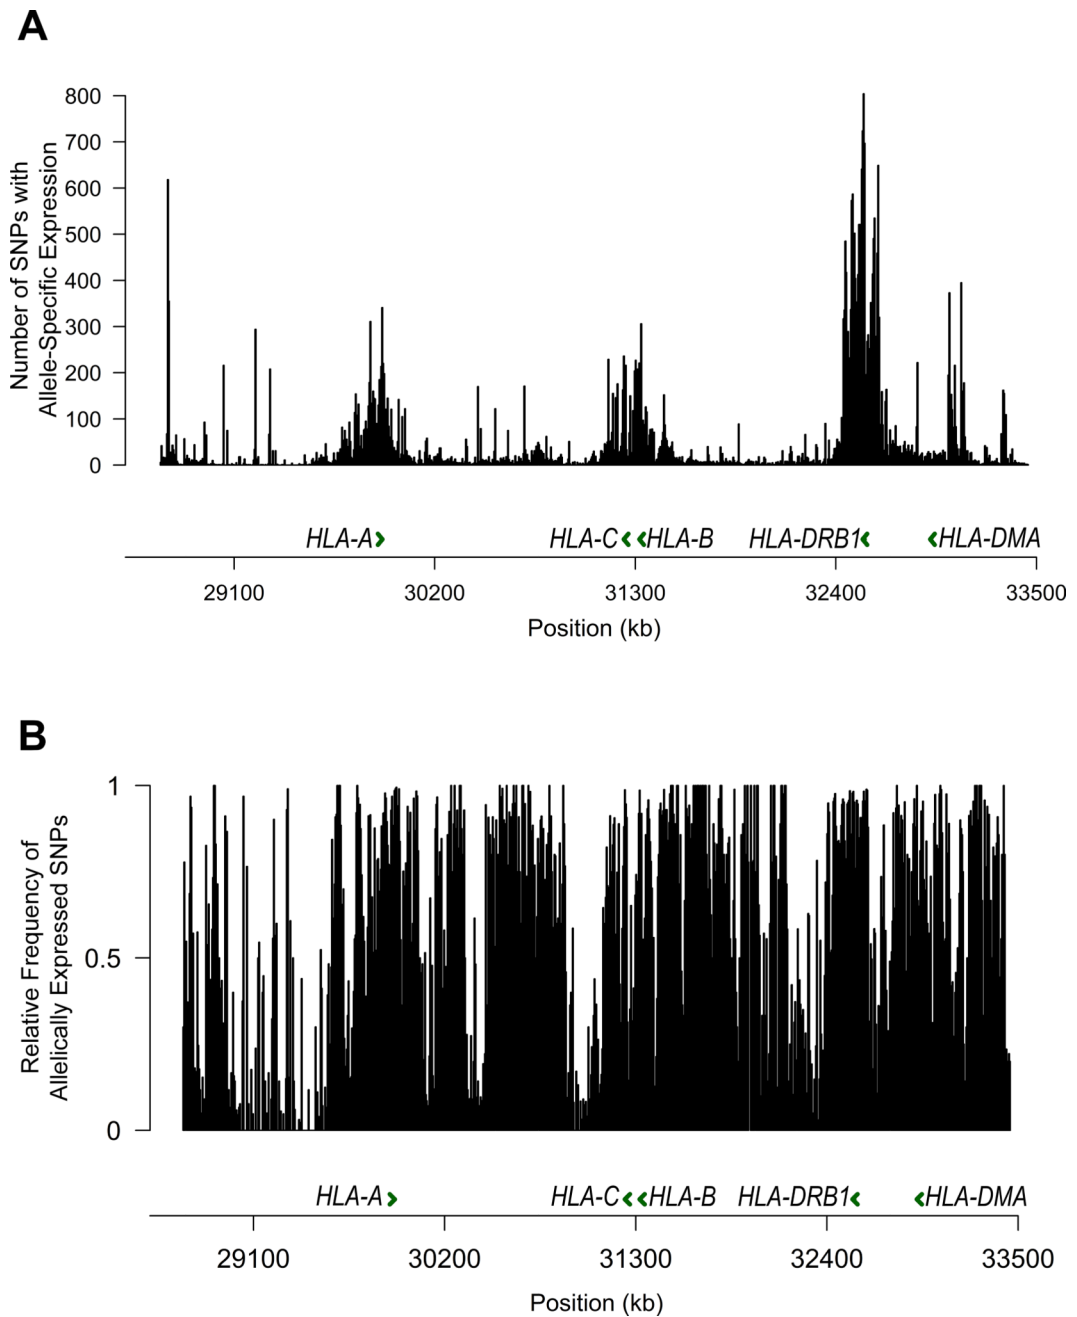 A
Number of SNPs with
Allele-Specific Expression
800
700
600
500
400
300
200
100
0
HLA-A HLA-C HLA-B HLA-DRB1 HLA-DMA
29100 30200 31300 32400 33500
Position (kb)
B
Relative Frequency of
Allelically Expressed SNPs
1
0.5
0
HLA-A HLA-C HLA-B HLA-DRB1 HLA-DMA
29100 30200 31300 32400 33500
Position (kb)